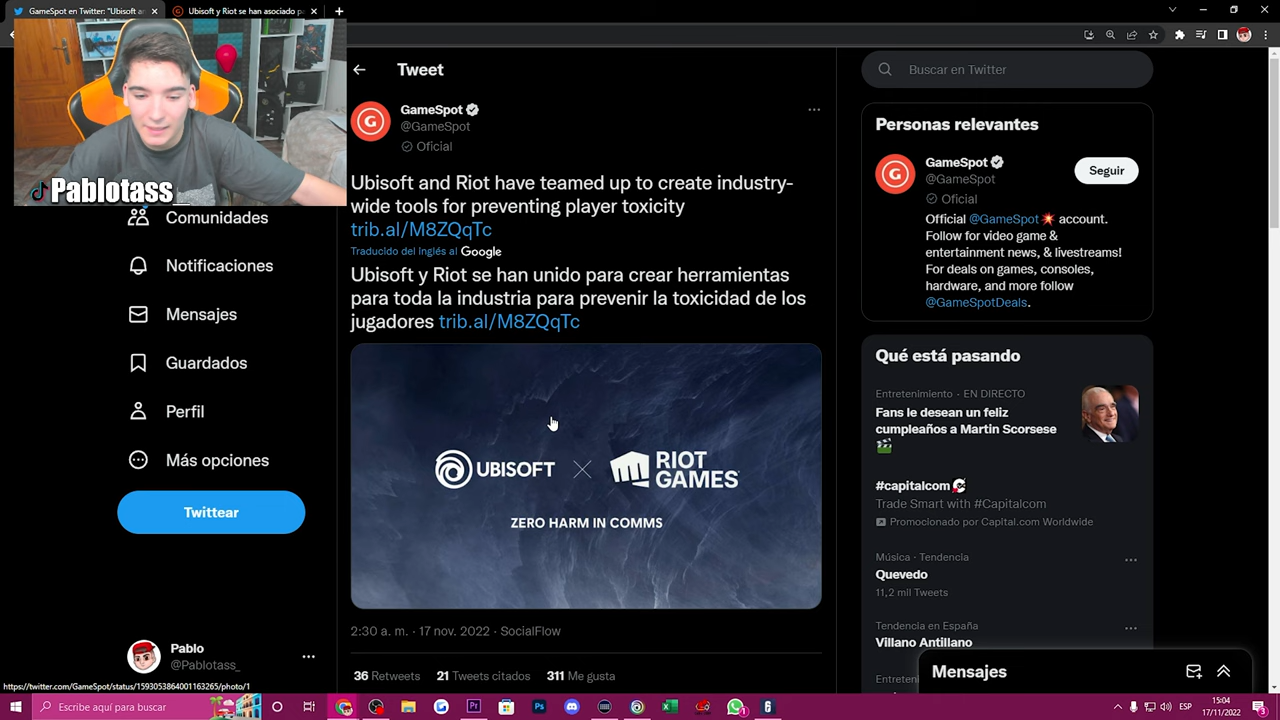 GameSpot en Twitter: "Ubisoft an
Ubisoft y Riot se han asociado p
Pablotass_
Comunidades
Notificaciones
Mensajes
Guardados
Perfil
Más opciones
Twittear
Pablo
@Pablotass_
Tweet
GameSpot
@GameSpot
Oficial
Ubisoft and Riot have teamed up to create industry-
wide tools for preventing player toxicity
trib.al/M8ZQqTc
Traducido del inglés al Google
Ubisoft y Riot se han unido para crear herramientas
para toda la industria para prevenir la toxicidad de los
jugadores trib.al/M8ZQqTc
UBISOFT
RIOT
GAMES
ZERO HARM IN COMMS
2:30 a. m. · 17 nov. 2022 · SocialFlow
36 Retweets 21 Tweets citados 311 Me gusta
Buscar en Twitter
Personas relevantes
GameSpot
@GameSpot
Oficial
Seguir
Official @GameSpot account.
Follow for video game &
entertainment news, & livestreams!
For deals on games, consoles,
hardware, and more follow
@GameSpotDeals.
Qué está pasando
Entretenimiento · EN DIRECTO
Fans le desean un feliz
cumpleaños a Martin Scorsese
#capitalcom
Trade Smart with #Capitalcom
Promocionado por Capital.com Worldwide
Música · Tendencia
Quevedo
11,2 mil Tweets
Tendencia en España
Villano Antillano
Mensajes
https://twitter.com/GameSpot/status/1593053864001163265/photo/1
Escribe aquí para buscar
ESP
15:04
17/11/2022